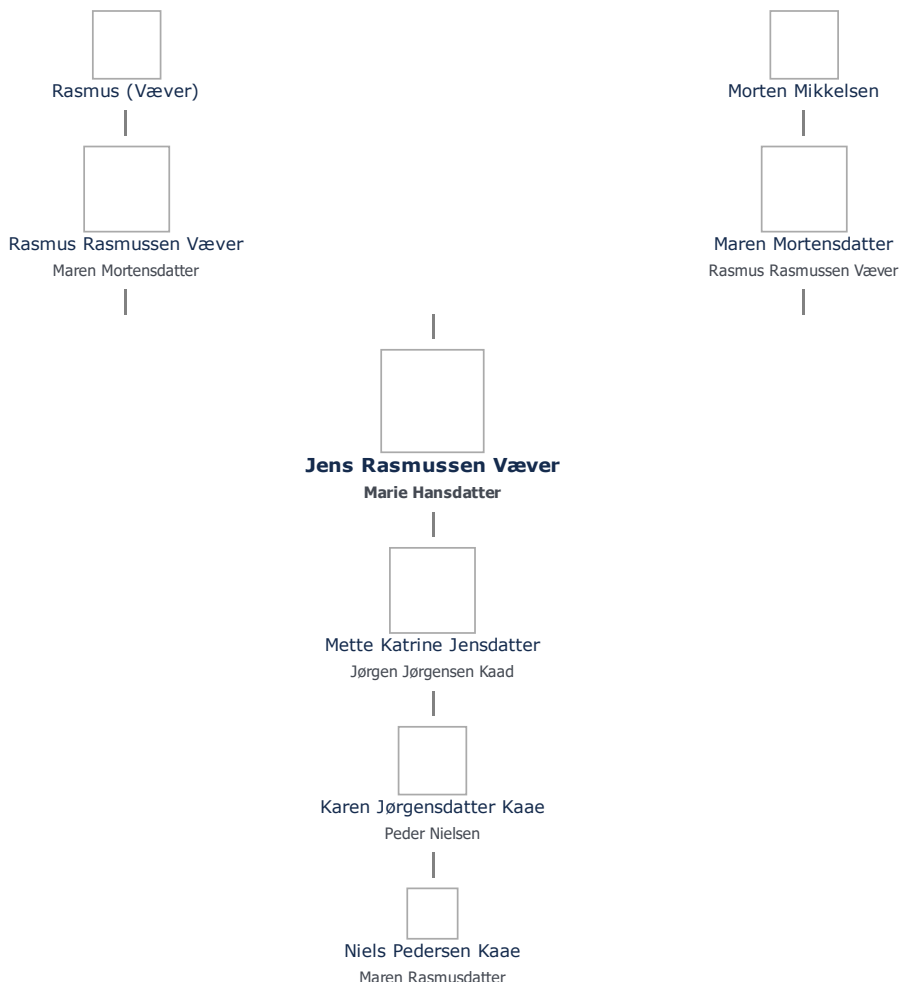 Rasmus (Væver)
Morten Mikkelsen
Rasmus Rasmussen Væver
Maren Mortensdatter
Maren Mortensdatter
Rasmus Rasmussen Væver
Jens Rasmussen Væver
Marie Hansdatter
Mette Katrine Jensdatter
Jørgen Jørgensen Kaad
Karen Jørgensdatter Kaae
Peder Nielsen
Niels Pedersen Kaae
Maren Rasmusdatter